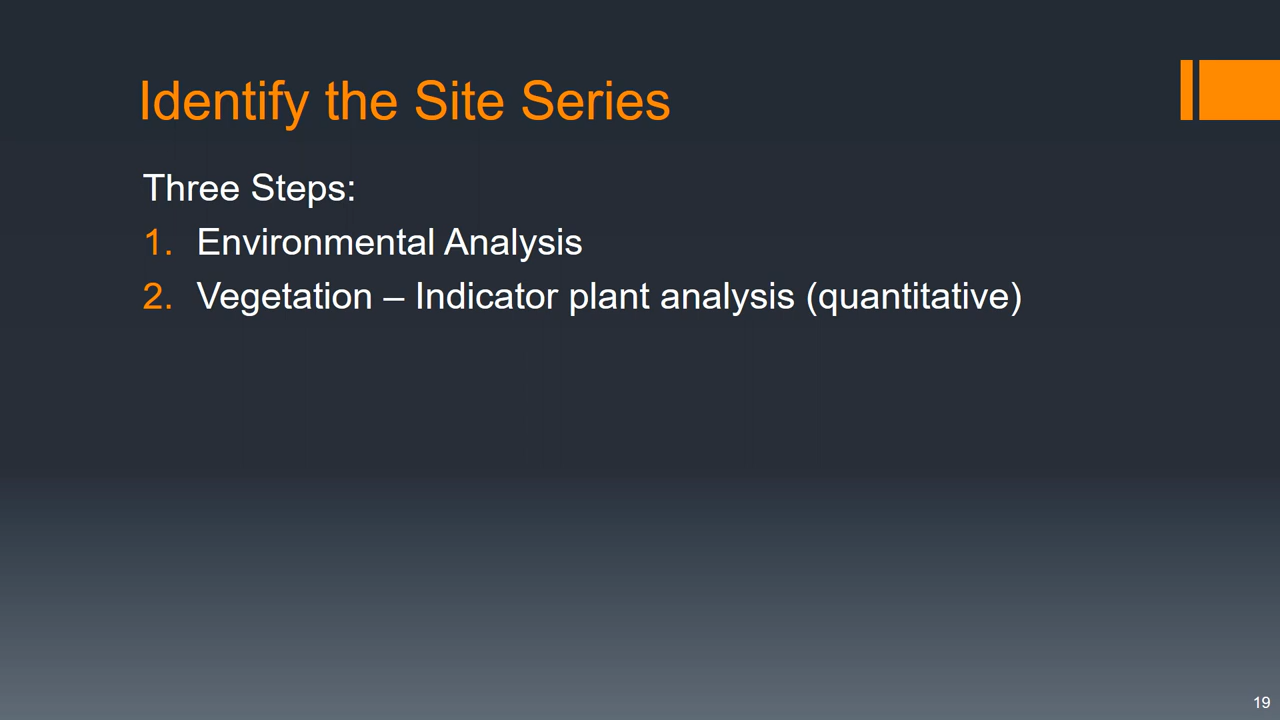 Identify the Site Series
Three Steps:
1. Environmental Analysis
2. Vegetation – Indicator plant analysis (quantitative)
19